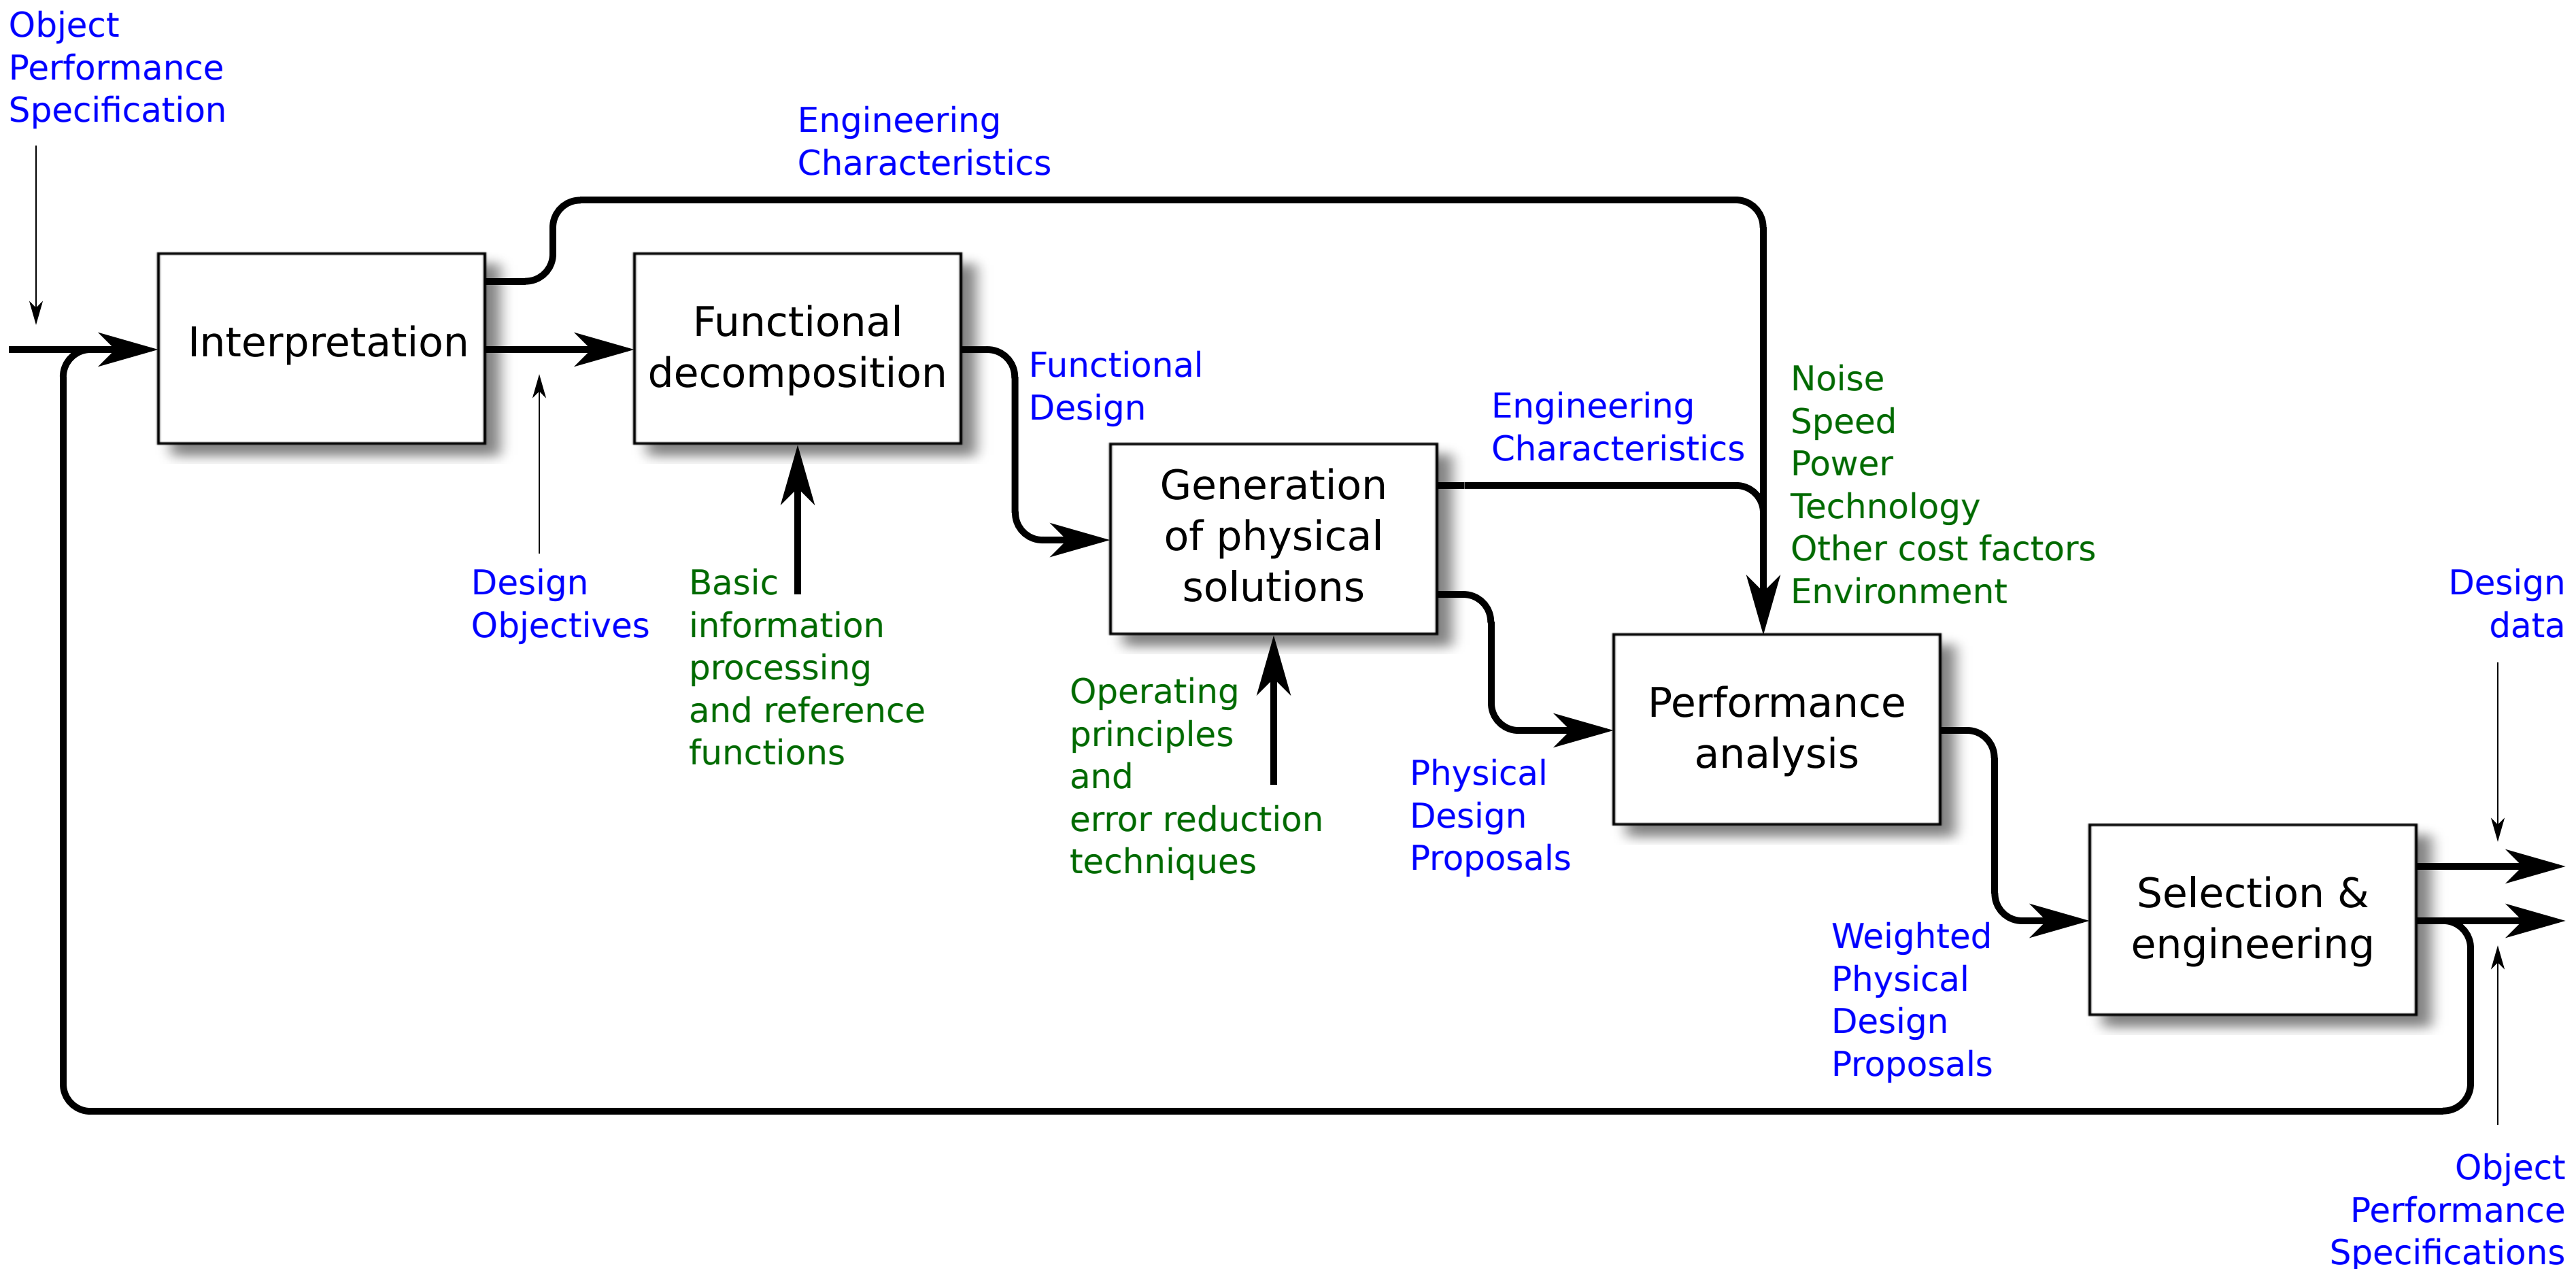 Object
Performance
Specification
Engineering
Characteristics
Interpretation
Functional
decomposition
Functional
Design
Design
Objectives
Basic
information
processing
and reference
functions
Generation
of physical
solutions
Engineering
Characteristics
Noise
Speed
Power
Technology
Other cost factors
Environment
Operating
principles
and
error reduction
techniques
Physical
Design
Proposals
Performance
analysis
Weighted
Physical
Design
Proposals
Selection &
engineering
Design
data
Object
Performance
Specifications